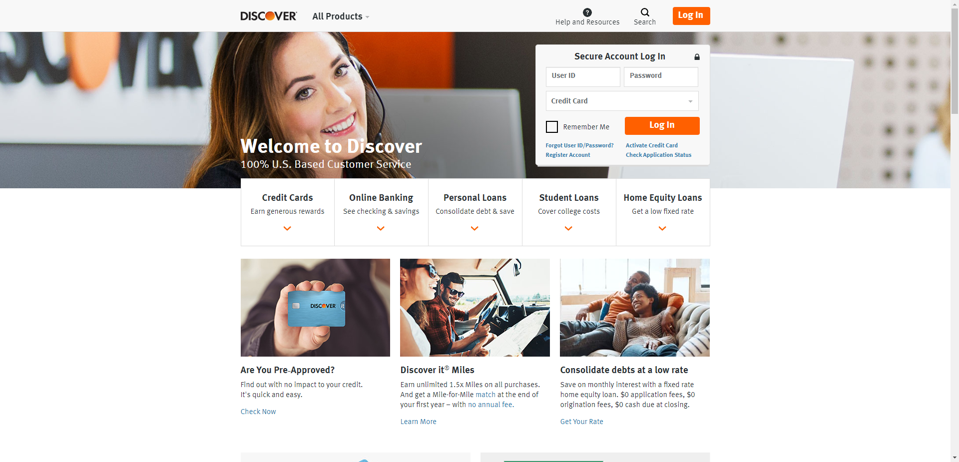 DISCOVER
All Products
?
Help and Resources
Search
Log In
Secure Account Log In
User ID
Password
Credit Card
Remember Me
Log In
Forgot User ID/Password?
Activate Credit Card
Register Account
Check Application Status
Welcome to Discover
100% U.S. Based Customer Service
Credit Cards
Earn generous rewards
Online Banking
See checking & savings
Personal Loans
Consolidate debt & save
Student Loans
Cover college costs
Home Equity Loans
Get a low fixed rate
DISCOVER
Are You Pre-Approved?
Find out with no impact to your credit.
It's quick and easy.
Check Now
Discover it® Miles
Earn unlimited 1.5x Miles on all purchases.
And get a Mile-for-Mile match at the end of
your first year – with no annual fee.
Learn More
Consolidate debts at a low rate
Save on monthly interest with a fixed rate
home equity loan. $0 application fees, $0
origination fees, $0 cash due at closing.
Get Your Rate